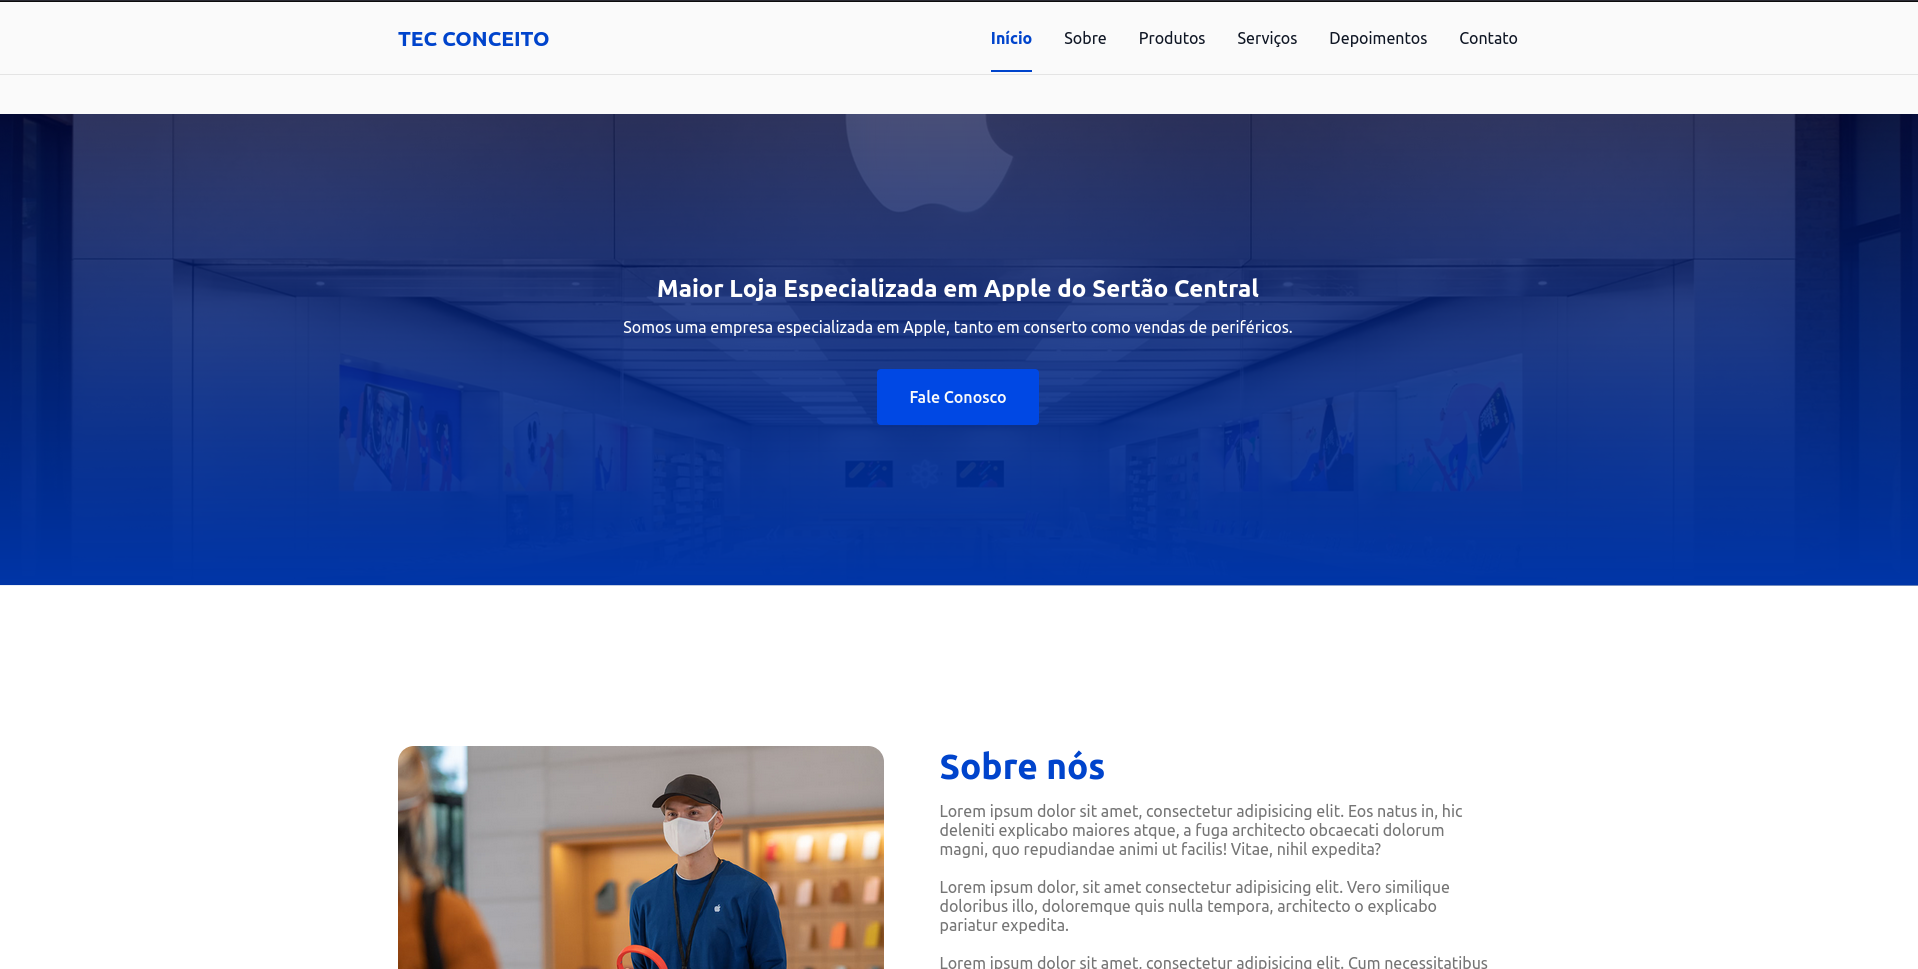 TEC CONCEITO
Início Sobre Produtos Serviços Depoimentos Contato
Maior Loja Especializada em Apple do Sertão Central
Somos uma empresa especializada em Apple, tanto em conserto como vendas de periféricos.
Fale Conosco
Sobre nós
Lorem ipsum dolor sit amet, consectetur adipisicing elit. Eos natus in, hic
deleniti explicabo maiores atque, a fuga architecto obcaecati dolorum
magni, quo repudiandae animi ut facilis! Vitae, nihil expedita?
Lorem ipsum dolor, sit amet consectetur adipisicing elit. Vero similique
doloribus illo, doloremque quis nulla tempora, architecto o explicabo
pariatur expedita.
Lorem ipsum dolor sit amet, consectetur adipisicing elit. Cum necessitatibus